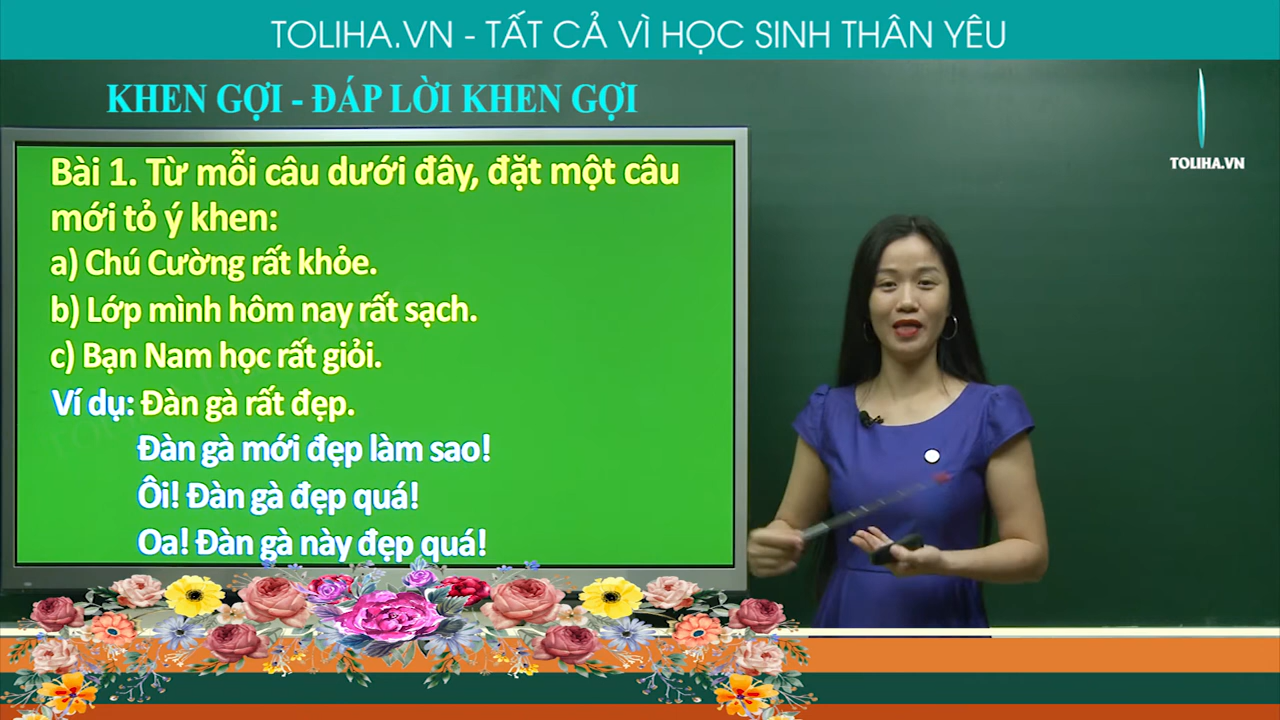 TOLIHA.VN - TẤT CẢ VÌ HỌC SINH THÂN YÊU
KHEN GỢI - ĐÁP LỜI KHEN GỢI
TOLIHA.VN
Bài 1. Từ mỗi câu dưới đây, đặt một câu
mới tỏ ý khen:
a) Chú Cường rất khỏe.
b) Lớp mình hôm nay rất sạch.
c) Bạn Nam học rất giỏi.
Ví dụ: Đàn gà rất đẹp.
Đàn gà mới đẹp làm sao!
Ôi! Đàn gà đẹp quá!
Oa! Đàn gà này đẹp quá!